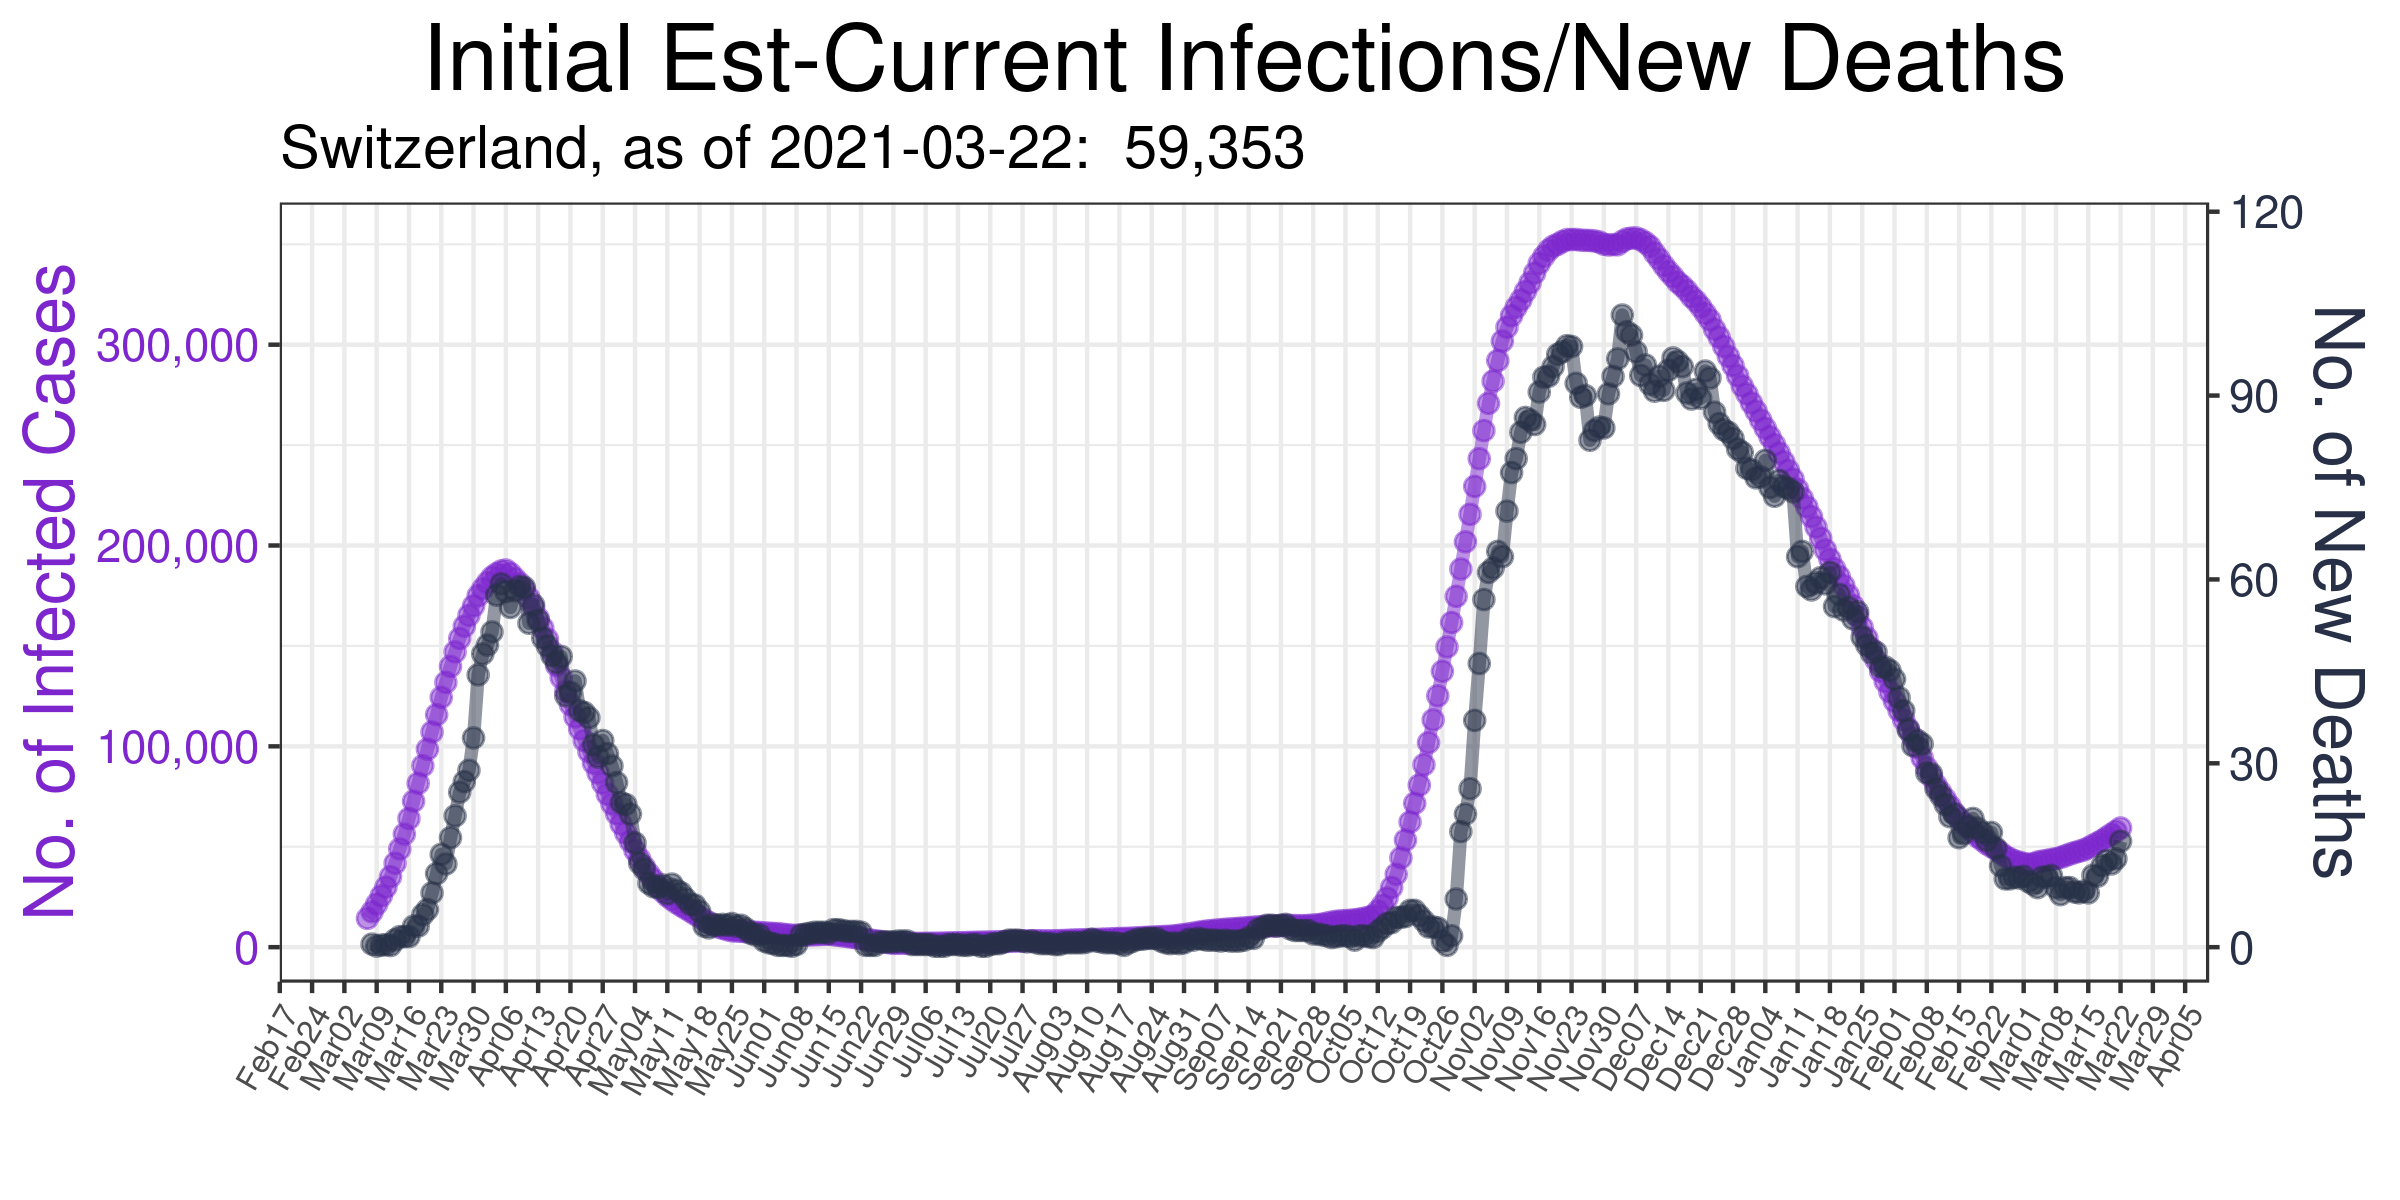 Initial Est-Current Infections/New Deaths
Switzerland, as of 2021-03-22:  59,353
No. of Infected Cases
300,000
200,000
100,000
0
120
90
60
30
0
No. of New Deaths
Feb17
Feb24
Mar02
Mar09
Mar16
Mar23
Mar30
Apr06
Apr13
Apr20
Apr27
May04
May11
May18
May25
Jun01
Jun08
Jun15
Jun22
Jun29
Jul06
Jul13
Jul20
Jul27
Aug03
Aug10
Aug17
Aug24
Aug31
Sep07
Sep14
Sep21
Sep28
Oct05
Oct12
Oct19
Oct26
Nov02
Nov09
Nov16
Nov23
Nov30
Dec07
Dec14
Dec21
Dec28
Jan04
Jan11
Jan18
Jan25
Feb01
Feb08
Feb15
Feb22
Mar01
Mar08
Mar15
Mar22
Mar29
Apr05